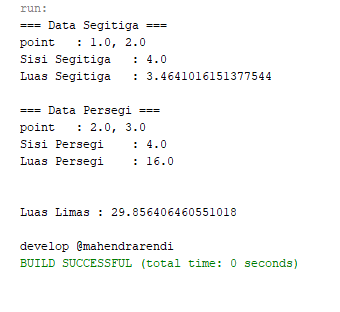 run:
=== Data Segitiga ===
point   : 1.0, 2.0
Sisi Segitiga   : 4.0
Luas Segitiga   : 3.4641016151377544
=== Data Persegi ===
point   : 2.0, 3.0
Sisi Persegi    : 4.0
Luas Persegi    : 16.0
Luas Limas : 29.856406460551018
develop @mahendrarendi
BUILD SUCCESSFUL (total time: 0 seconds)